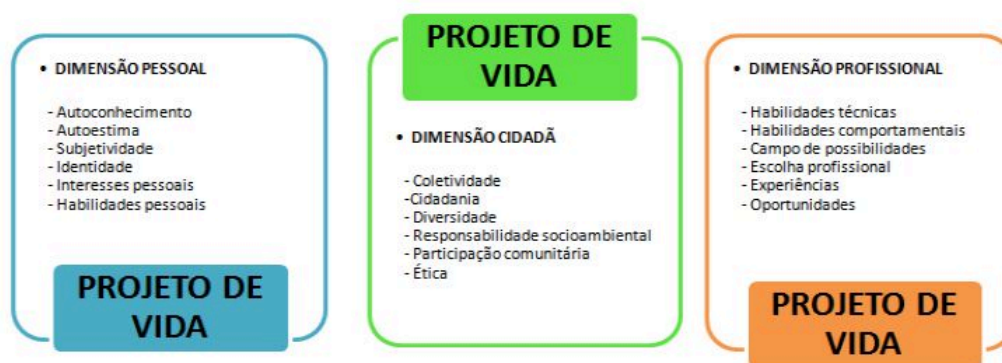 • DIMENSÃO PESSOAL
- Autoconhecimento
- Autoestima
- Subjetividade
- Identidade
- Interesses pessoais
- Habilidades pessoais
PROJETO DE
VIDA
PROJETO DE
VIDA
• DIMENSÃO CIDADÃ
- Coletividade
-Cidadania
- Diversidade
- Responsabilidade socioambiental
- Participação comunitária
- Ética
• DIMENSÃO PROFISSIONAL
- Habilidades técnicas
- Habilidades comportamentais
- Campo de possibilidades
- Escolha profissional
- Experiências
- Oportunidades
PROJETO DE
VIDA